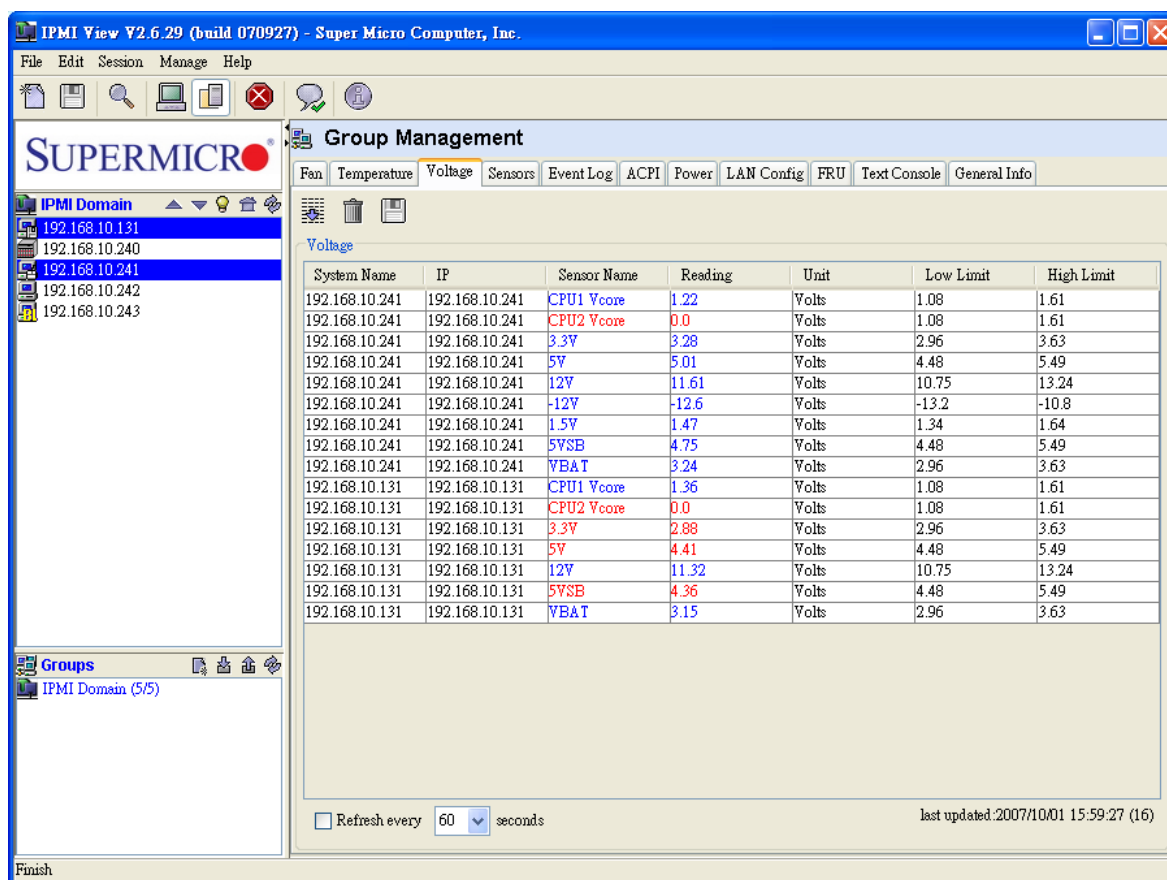 IPMI View V2.6.29 (build 070927) - Super Micro Computer, Inc.
File Edit Session Manage Help
SUPERMICRO®
Group Management
Fan Temperature Voltage Sensors Event Log ACPI Power LAN Config FRU Text Console General Info
IPMI Domain
192.168.10.131
192.168.10.240
192.168.10.241
192.168.10.242
192.168.10.243
Voltage
System Name IP Sensor Name Reading Unit Low Limit High Limit
192.168.10.241 192.168.10.241 CPU1 Vcore 1.22 Volts 1.08 1.61
192.168.10.241 192.168.10.241 CPU2 Vcore 0.0 Volts 1.08 1.61
192.168.10.241 192.168.10.241 3.3V 3.28 Volts 2.96 3.63
192.168.10.241 192.168.10.241 5V 5.01 Volts 4.48 5.49
192.168.10.241 192.168.10.241 12V 11.61 Volts 10.75 13.24
192.168.10.241 192.168.10.241 -12V -12.6 Volts -13.2 -10.8
192.168.10.241 192.168.10.241 1.5V 1.47 Volts 1.34 1.64
192.168.10.241 192.168.10.241 5VSB 4.75 Volts 4.48 5.49
192.168.10.241 192.168.10.241 VBAT 3.24 Volts 2.96 3.63
192.168.10.131 192.168.10.131 CPU1 Vcore 1.36 Volts 1.08 1.61
192.168.10.131 192.168.10.131 CPU2 Vcore 0.0 Volts 1.08 1.61
192.168.10.131 192.168.10.131 3.3V 2.88 Volts 2.96 3.63
192.168.10.131 192.168.10.131 5V 4.41 Volts 4.48 5.49
192.168.10.131 192.168.10.131 12V 11.32 Volts 10.75 13.24
192.168.10.131 192.168.10.131 5VSB 4.36 Volts 4.48 5.49
192.168.10.131 192.168.10.131 VBAT 3.15 Volts 2.96 3.63
Groups
IPMI Domain (5/5)
Refresh every 60 seconds
last updated:2007/10/01 15:59:27 (16)
Finish